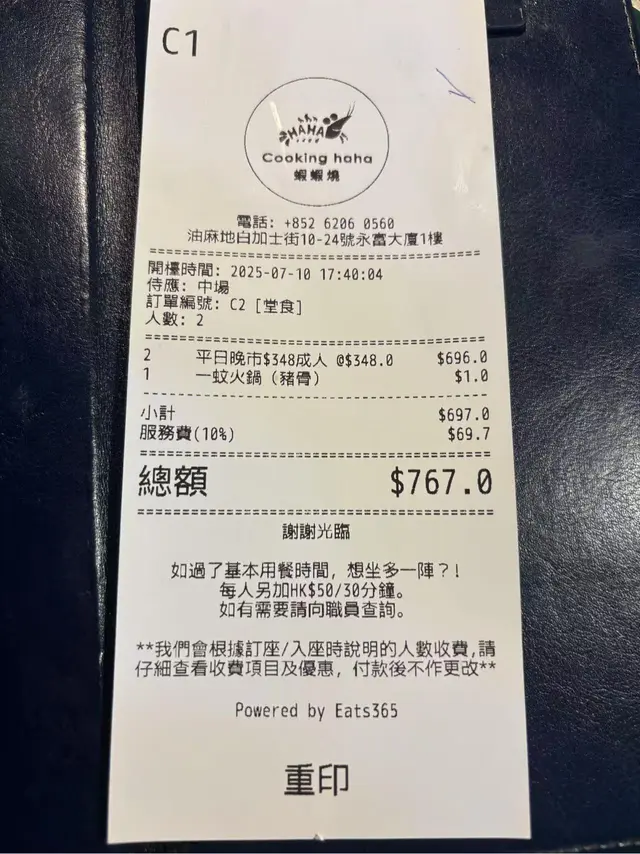 C1
HAHA
Cooking haha
蝦蝦燒
電話: +852 6206 0560
油麻地白加士街10-24號永富大廈1樓
開檯時間: 2025-07-10 17:40:04
侍應: 中場
訂單編號: C2 [堂食]
人數: 2
2 平日晚市$348成人 @$348.0 $696.0
1 一蚊火鍋 (豬骨) $1.0
小計 $697.0
服務費(10%) $69.7
總額 $767.0
謝謝光臨
如過了基本用餐時間, 想坐多一陣?!
每人另加HK$50/30分鐘。
如有需要請向職員查詢。
**我們會根據訂座/入座時說明的人數收費,請
仔細查看收費項目及優惠, 付款後不作更改**
Powered by Eats365
重印